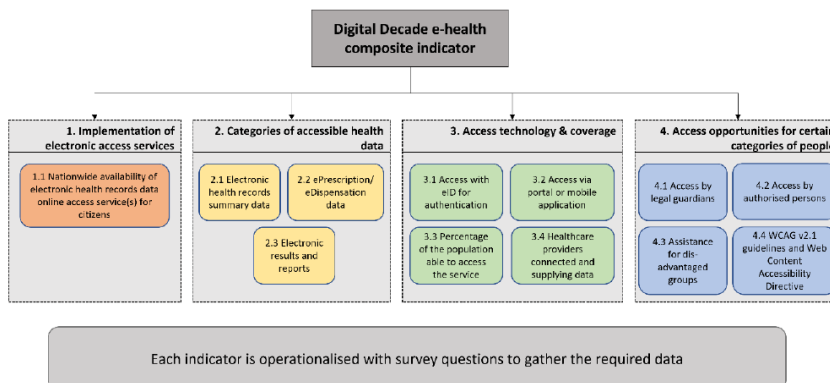 Digital Decade e-health
composite indicator
1. Implementation of
electronic access services
1.1 Nationwide availability of
electronic health records data
online access service(s) for
citizens
2. Categories of accessible health
data
2.1 Electronic
health records
summary data
2.2 ePrescription/
eDispensation
data
2.3 Electronic
results and
reports
3. Access technology & coverage
3.1 Access with
eID for
authentication
3.2 Access via
portal or mobile
application
3.3 Percentage
of the population
able to access
the service
3.4 Healthcare
providers
connected and
supplying data
4. Access opportunities for certain
categories of people
4.1 Access by
legal guardians
4.2 Access by
authorised persons
4.3 Assistance
for dis-
advantaged
groups
4.4 WCAG v2.1
guidelines and Web
Content
Accessibility
Directive
Each indicator is operationalised with survey questions to gather the required data